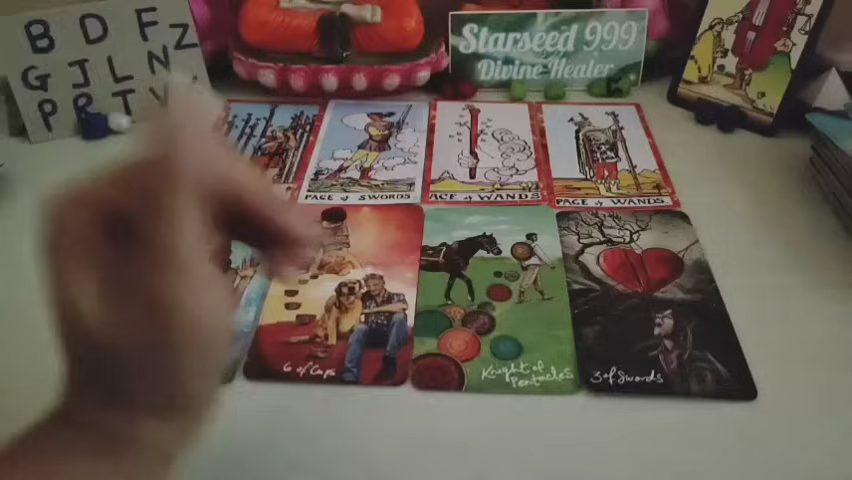 B D F Z
G J L N
P R T V
Starseed 999
Divine-Healer
PAGE of SWORDS
ACE of WANDS
PAGE of WANDS
6 of Cups
Knight of
Pentacles
3 of Swords